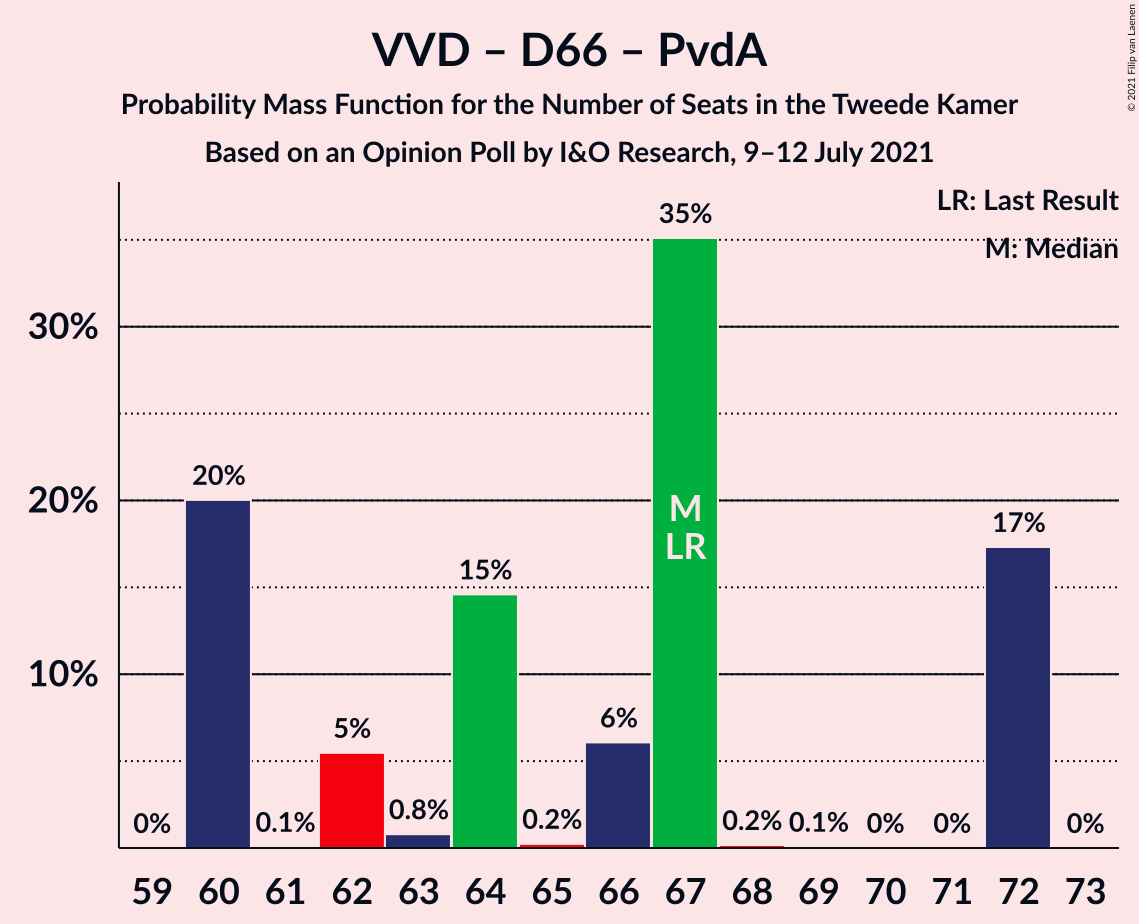 VVD – D66 – PvdA
Probability Mass Function for the Number of Seats in the Tweede Kamer
Based on an Opinion Poll by I&O Research, 9–12 July 2021
© 2021 Filip van Laenen
LR: Last Result
M: Median
30%
20%
10%
0%
20%
0.1%
5%
0.8%
15%
0.2%
6%
35%
0.2%
0.1%
0%
0%
17%
0%
M
LR
59 60 61 62 63 64 65 66 67 68 69 70 71 72 73